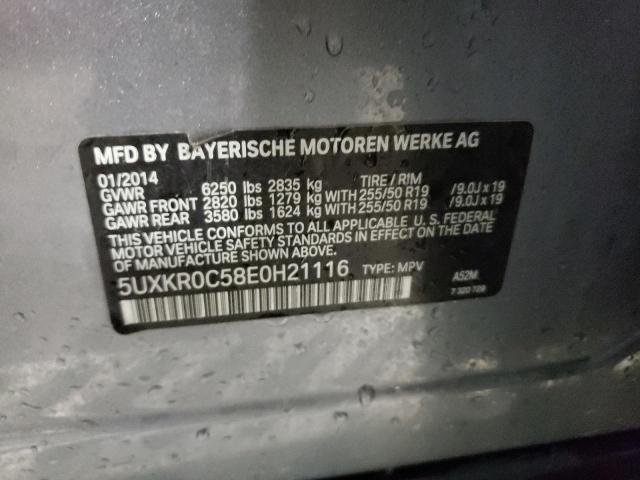 MFD BY BAYERISCHE MOTOREN WERKE AG
01/2014 TIRE / RIM
GVWR 6250 lbs 2835 kg
GAWR FRONT 2820 lbs 1279 kg WITH 255/50 R19 /9.0J x 19
GAWR REAR 3580 lbs 1624 kg WITH 255/50 R19 /9.0J x 19
THIS VEHICLE CONFORMS TO ALL APPLICABLE U. S. FEDERAL
MOTOR VEHICLE SAFETY STANDARDS IN EFFECT ON THE DATE
OF MANUFACTURE SHOWN ABOVE.
5UXKR0C58E0H21116 TYPE: MPV A52M
7 320 729